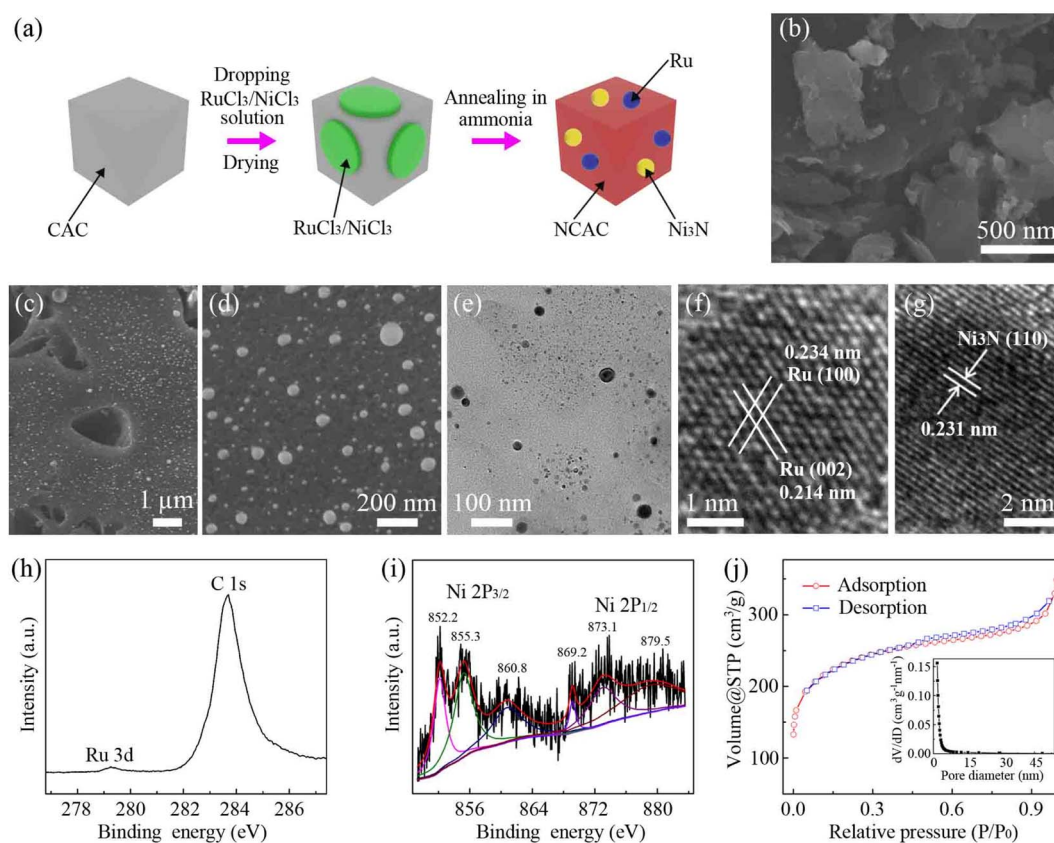 (a)
Dropping
RuCl₃/NiCl₃
solution
Drying
Annealing in
ammonia
Ru
CAC
RuCl₃/NiCl₃
NCAC
Ni₃N
(b)
500 nm
(c)
1 µm
(d)
200 nm
(e)
100 nm
(f)
0.234 nm
Ru (100)
Ru (002)
0.214 nm
1 nm
(g)
Ni₃N (110)
0.231 nm
2 nm
(h)
C 1s
Ru 3d
Intensity (a.u.)
278 280 282 284 286
Binding energy (eV)
(i)
Ni 2P₃/₂
Ni 2P₁/₂
852.2
855.3
860.8
869.2
873.1
879.5
Intensity (a.u.)
856 864 872 880
Binding energy (eV)
(j)
Adsorption
Desorption
Volume@STP (cm³/g)
300
200
100
0.0 0.3 0.6 0.9
Relative pressure (P/P₀)
dV/dD (cm³ g⁻¹ nm⁻¹)
0.15
0.10
0.05
0.00
0 15 30 45
Pore diameter (nm)